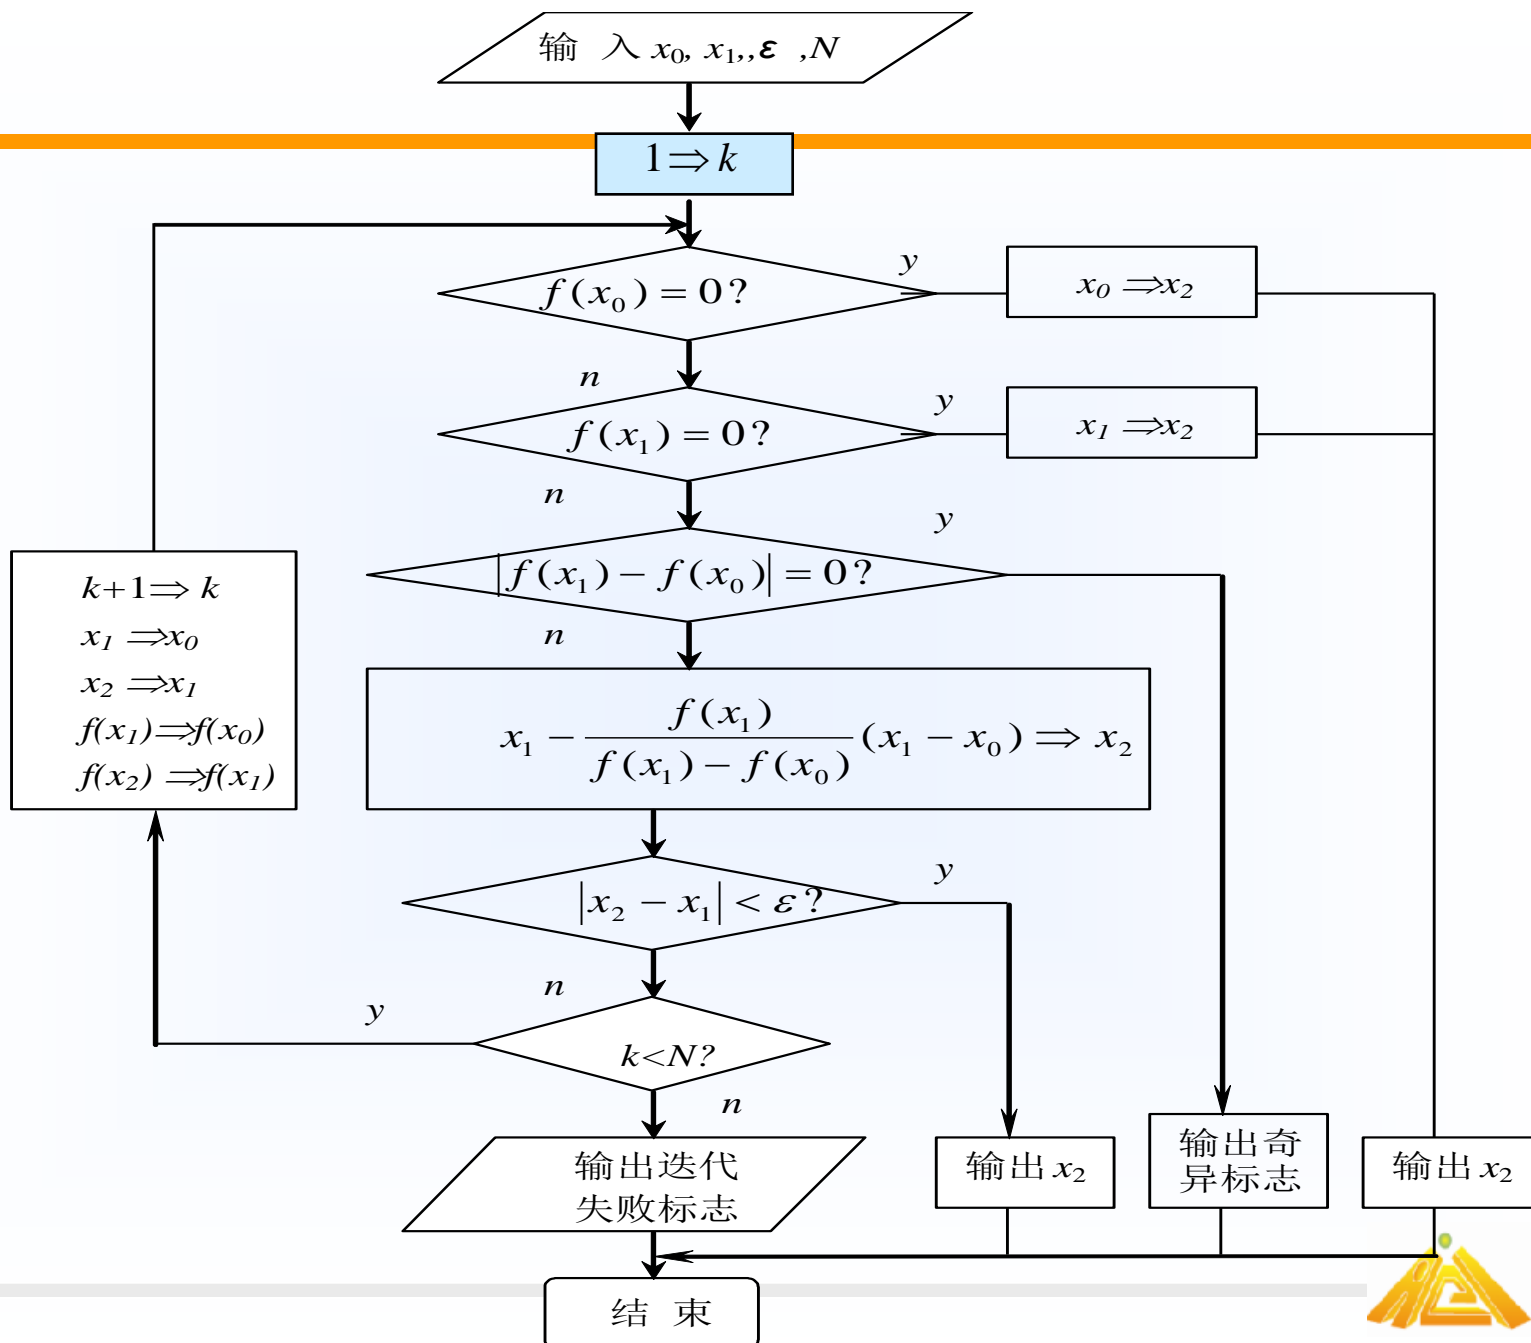 输 入 x₀, x₁,,ε ,N
1⇒k
f(x₀)=0?
y
x₀ ⇒x₂
n
f(x₁)=0?
y
x₁ ⇒x₂
n
|f(x₁)−f(x₀)|=0?
y
n
k+1⇒k
x₁ ⇒x₀
x₂ ⇒x₁
f(x₁)⇒f(x₀)
f(x₂) ⇒f(x₁)
x₁ − f(x₁)/(f(x₁)−f(x₀)) (x₁−x₀) ⇒ x₂
|x₂−x₁|<ε?
y
n
y
k<N?
n
输出迭代
失败标志
输出 x₂
输出奇
异标志
输出 x₂
结 束